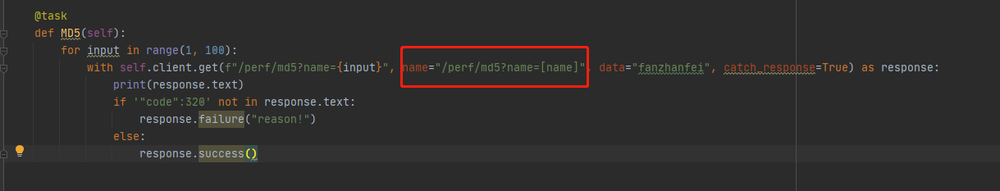 @task
def MD5(self):
for input in range(1, 100):
with self.client.get(f"/perf/md5?name={input}", name="/perf/md5?name=[name]", data="fanzhanfei", catch_response=True) as response:
print(response.text)
if '"code":320' not in response.text:
response.failure("reason!")
else:
response.success()